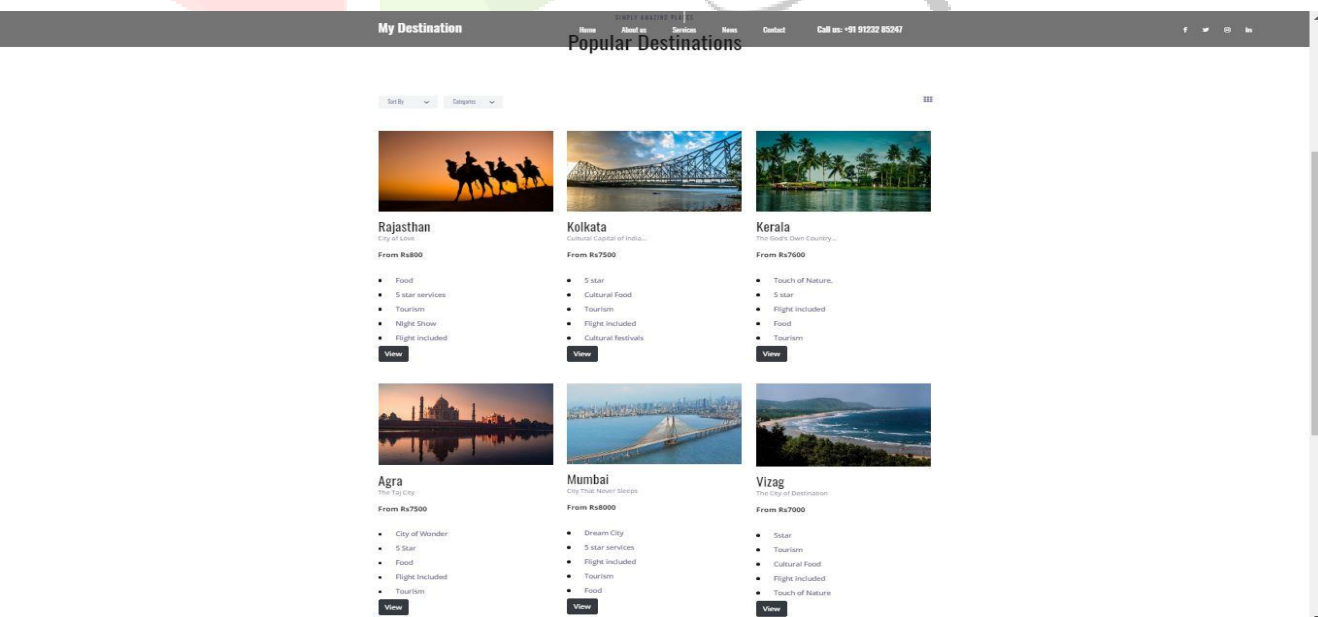 SIMPLY AMAZING PLACES
My Destination
Home About us Services News Contact Call us: +91 91232 85247
Popular Destinations
Sort By Categories
Rajasthan
City of Love
From Rs800
Food
5 star services
Tourism
Night Show
Flight included
View
Kolkata
Cultural Capital of India...
From Rs7500
5 star
Cultural Food
Tourism
Flight included
Cultural festivals
View
Kerala
The God's Own Country...
From Rs7600
Touch of Nature.
5 star
Flight included
Food
Tourism
View
Agra
The Taj City
From Rs7500
City of Wonder
5 Star
Food
Flight Included
Tourism
View
Mumbai
City That Never Sleeps
From Rs8000
Dream City
5 star services
Flight included
Tourism
Food
View
Vizag
The City of Destination
From Rs7000
5star
Tourism
Cultural Food
Flight included
Touch of Nature
View